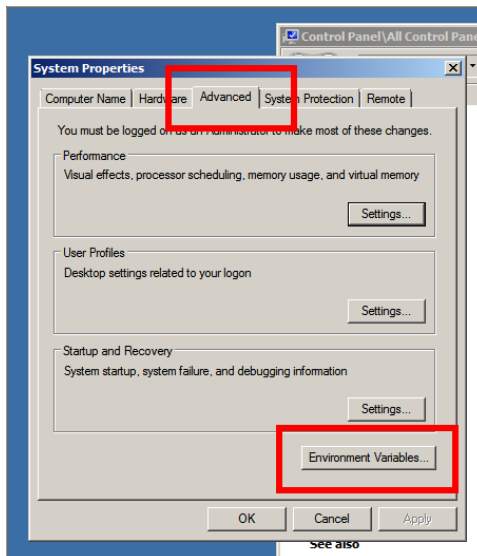 Control Panel\All Control Pane
System Properties
Computer Name Hardware Advanced System Protection Remote
You must be logged on as an Administrator to make most of these changes.
Performance
Visual effects, processor scheduling, memory usage, and virtual memory
Settings...
User Profiles
Desktop settings related to your logon
Settings...
Startup and Recovery
System startup, system failure, and debugging information
Settings...
Environment Variables...
OK Cancel Apply
See also